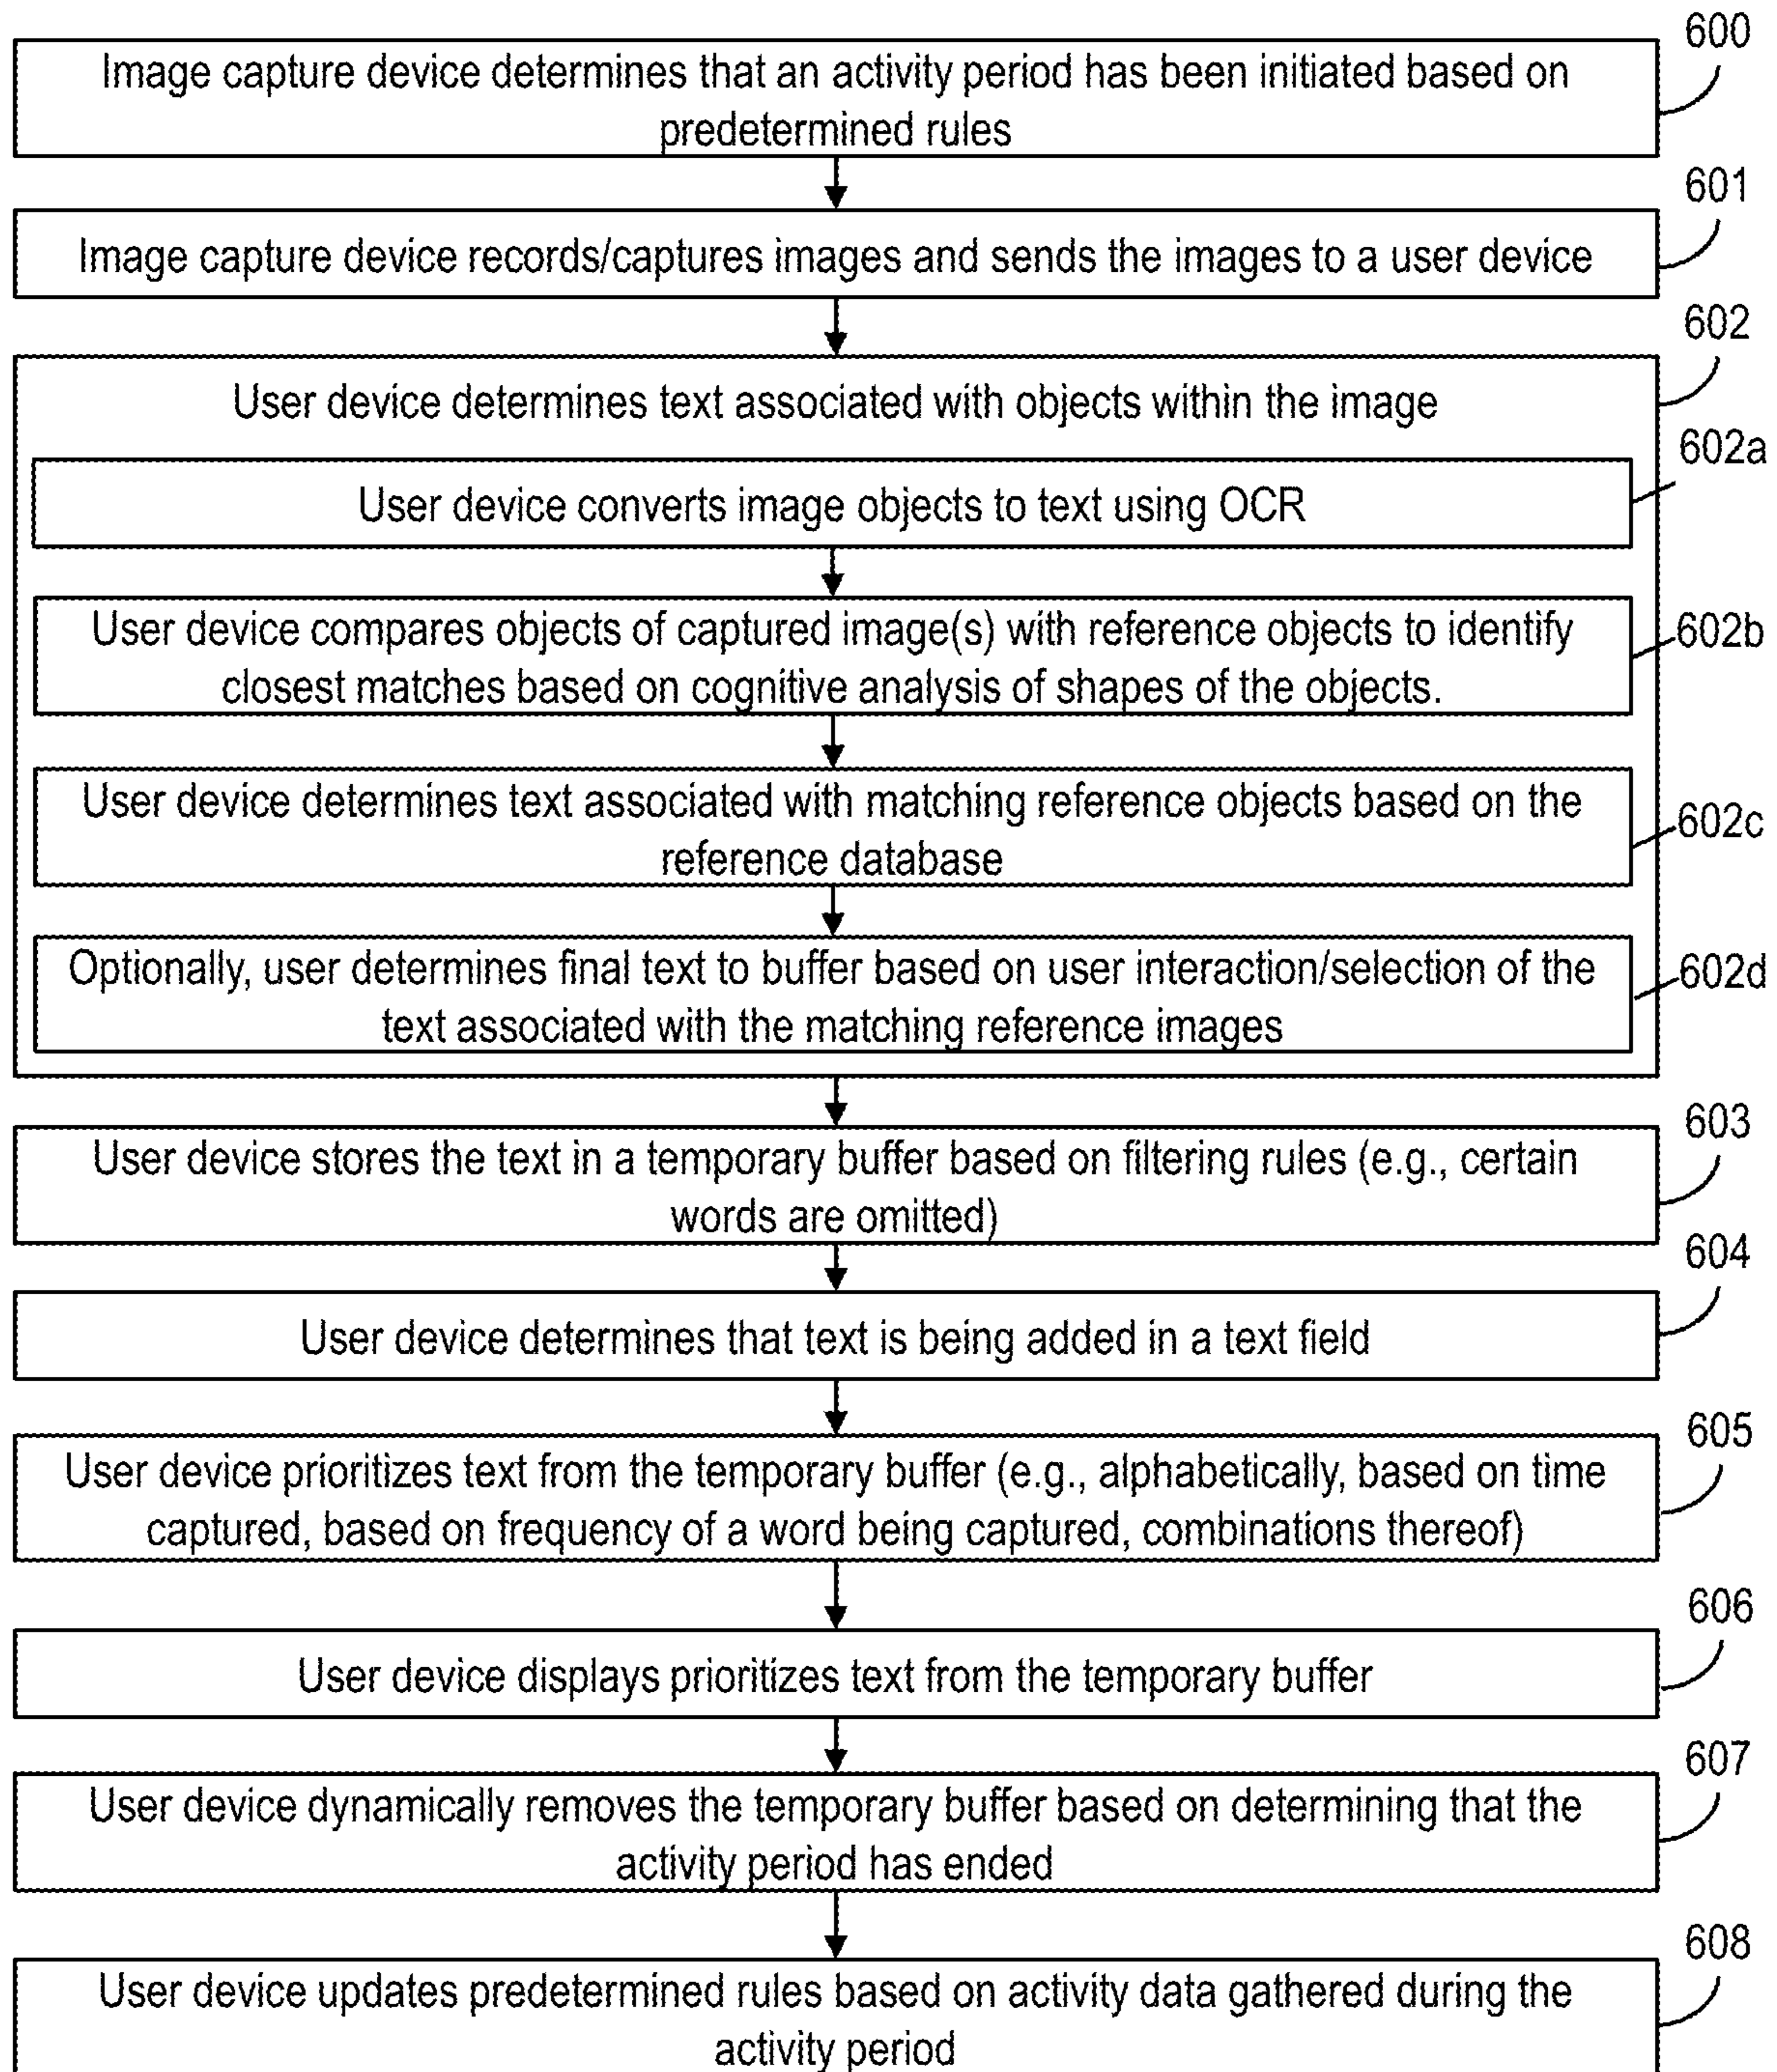 600
Image capture device determines that an activity period has been initiated based on
predetermined rules
601
Image capture device records/captures images and sends the images to a user device
602
User device determines text associated with objects within the image
602a
User device converts image objects to text using OCR
User device compares objects of captured image(s) with reference objects to identify
closest matches based on cognitive analysis of shapes of the objects.
602b
User device determines text associated with matching reference objects based on the
reference database
602c
Optionally, user determines final text to buffer based on user interaction/selection of the
text associated with the matching reference images
602d
603
User device stores the text in a temporary buffer based on filtering rules (e.g., certain
words are omitted)
604
User device determines that text is being added in a text field
605
User device prioritizes text from the temporary buffer (e.g., alphabetically, based on time
captured, based on frequency of a word being captured, combinations thereof)
606
User device displays prioritizes text from the temporary buffer
607
User device dynamically removes the temporary buffer based on determining that the
activity period has ended
608
User device updates predetermined rules based on activity data gathered during the
activity period